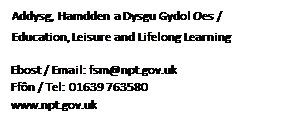 Addysg, Hamdden a Dysgu Gydol Oes /
Education, Leisure and Lifelong Learning
Ebost / Email: fsm@npt.gov.uk
Ffôn / Tel: 01639 763580
www.npt.gov.uk